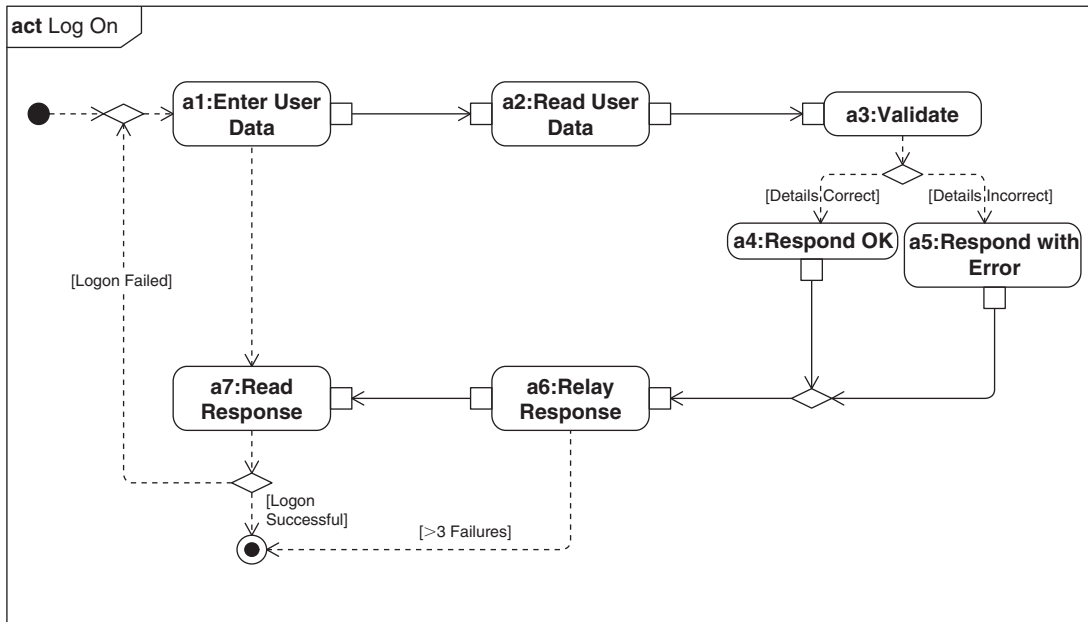 act Log On
a1:Enter User
Data
a2:Read User
Data
a3:Validate
[Details Correct]
[Details Incorrect]
a4:Respond OK
a5:Respond with
Error
[Logon Failed]
a7:Read
Response
a6:Relay
Response
[Logon
Successful]
[>3 Failures]